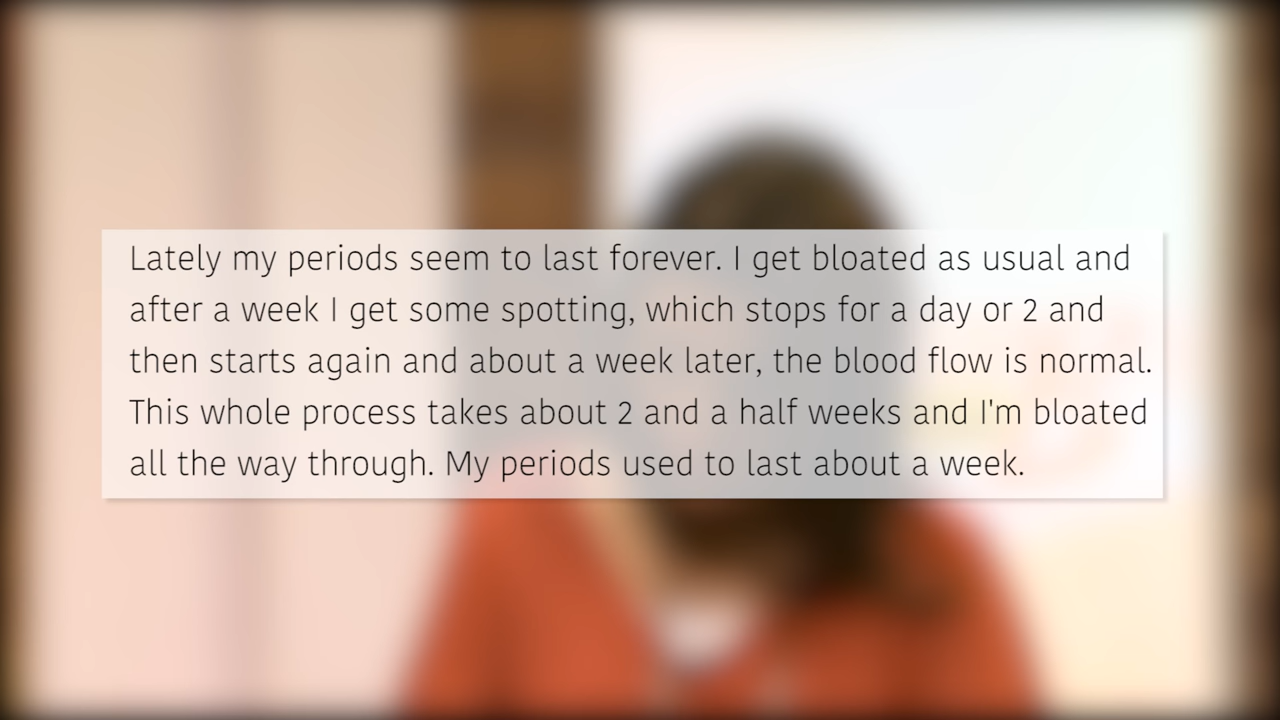 Lately my periods seem to last forever. I get bloated as usual and
after a week I get some spotting, which stops for a day or 2 and
then starts again and about a week later, the blood flow is normal.
This whole process takes about 2 and a half weeks and I'm bloated
all the way through. My periods used to last about a week.